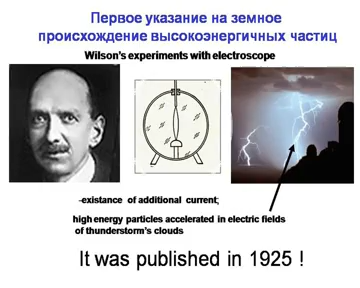 Первое указание на земное
происхождение высокоэнергичных частиц
Wilson's experiments with electroscope
-existance of additional current;
high energy particles accelerated in electric fields
of thunderstorm's clouds
It was published in 1925 !